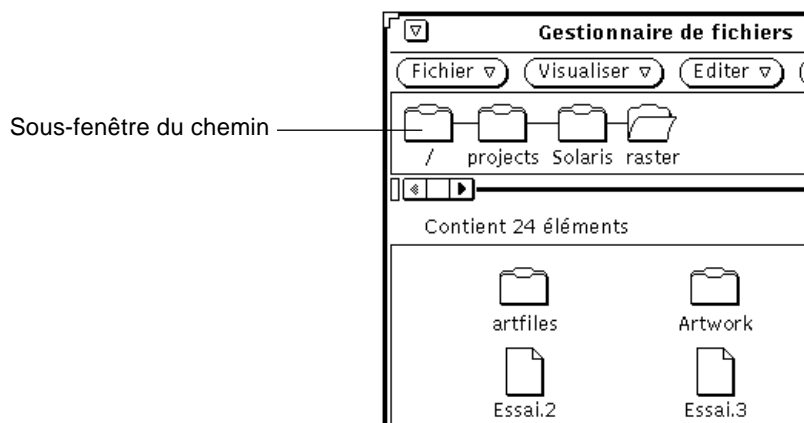 Gestionnaire de fichiers
Fichier Visualiser Editer
Sous-fenêtre du chemin
/ projects Solaris raster
Contient 24 éléments
artfiles Artwork
Essai.2 Essai.3